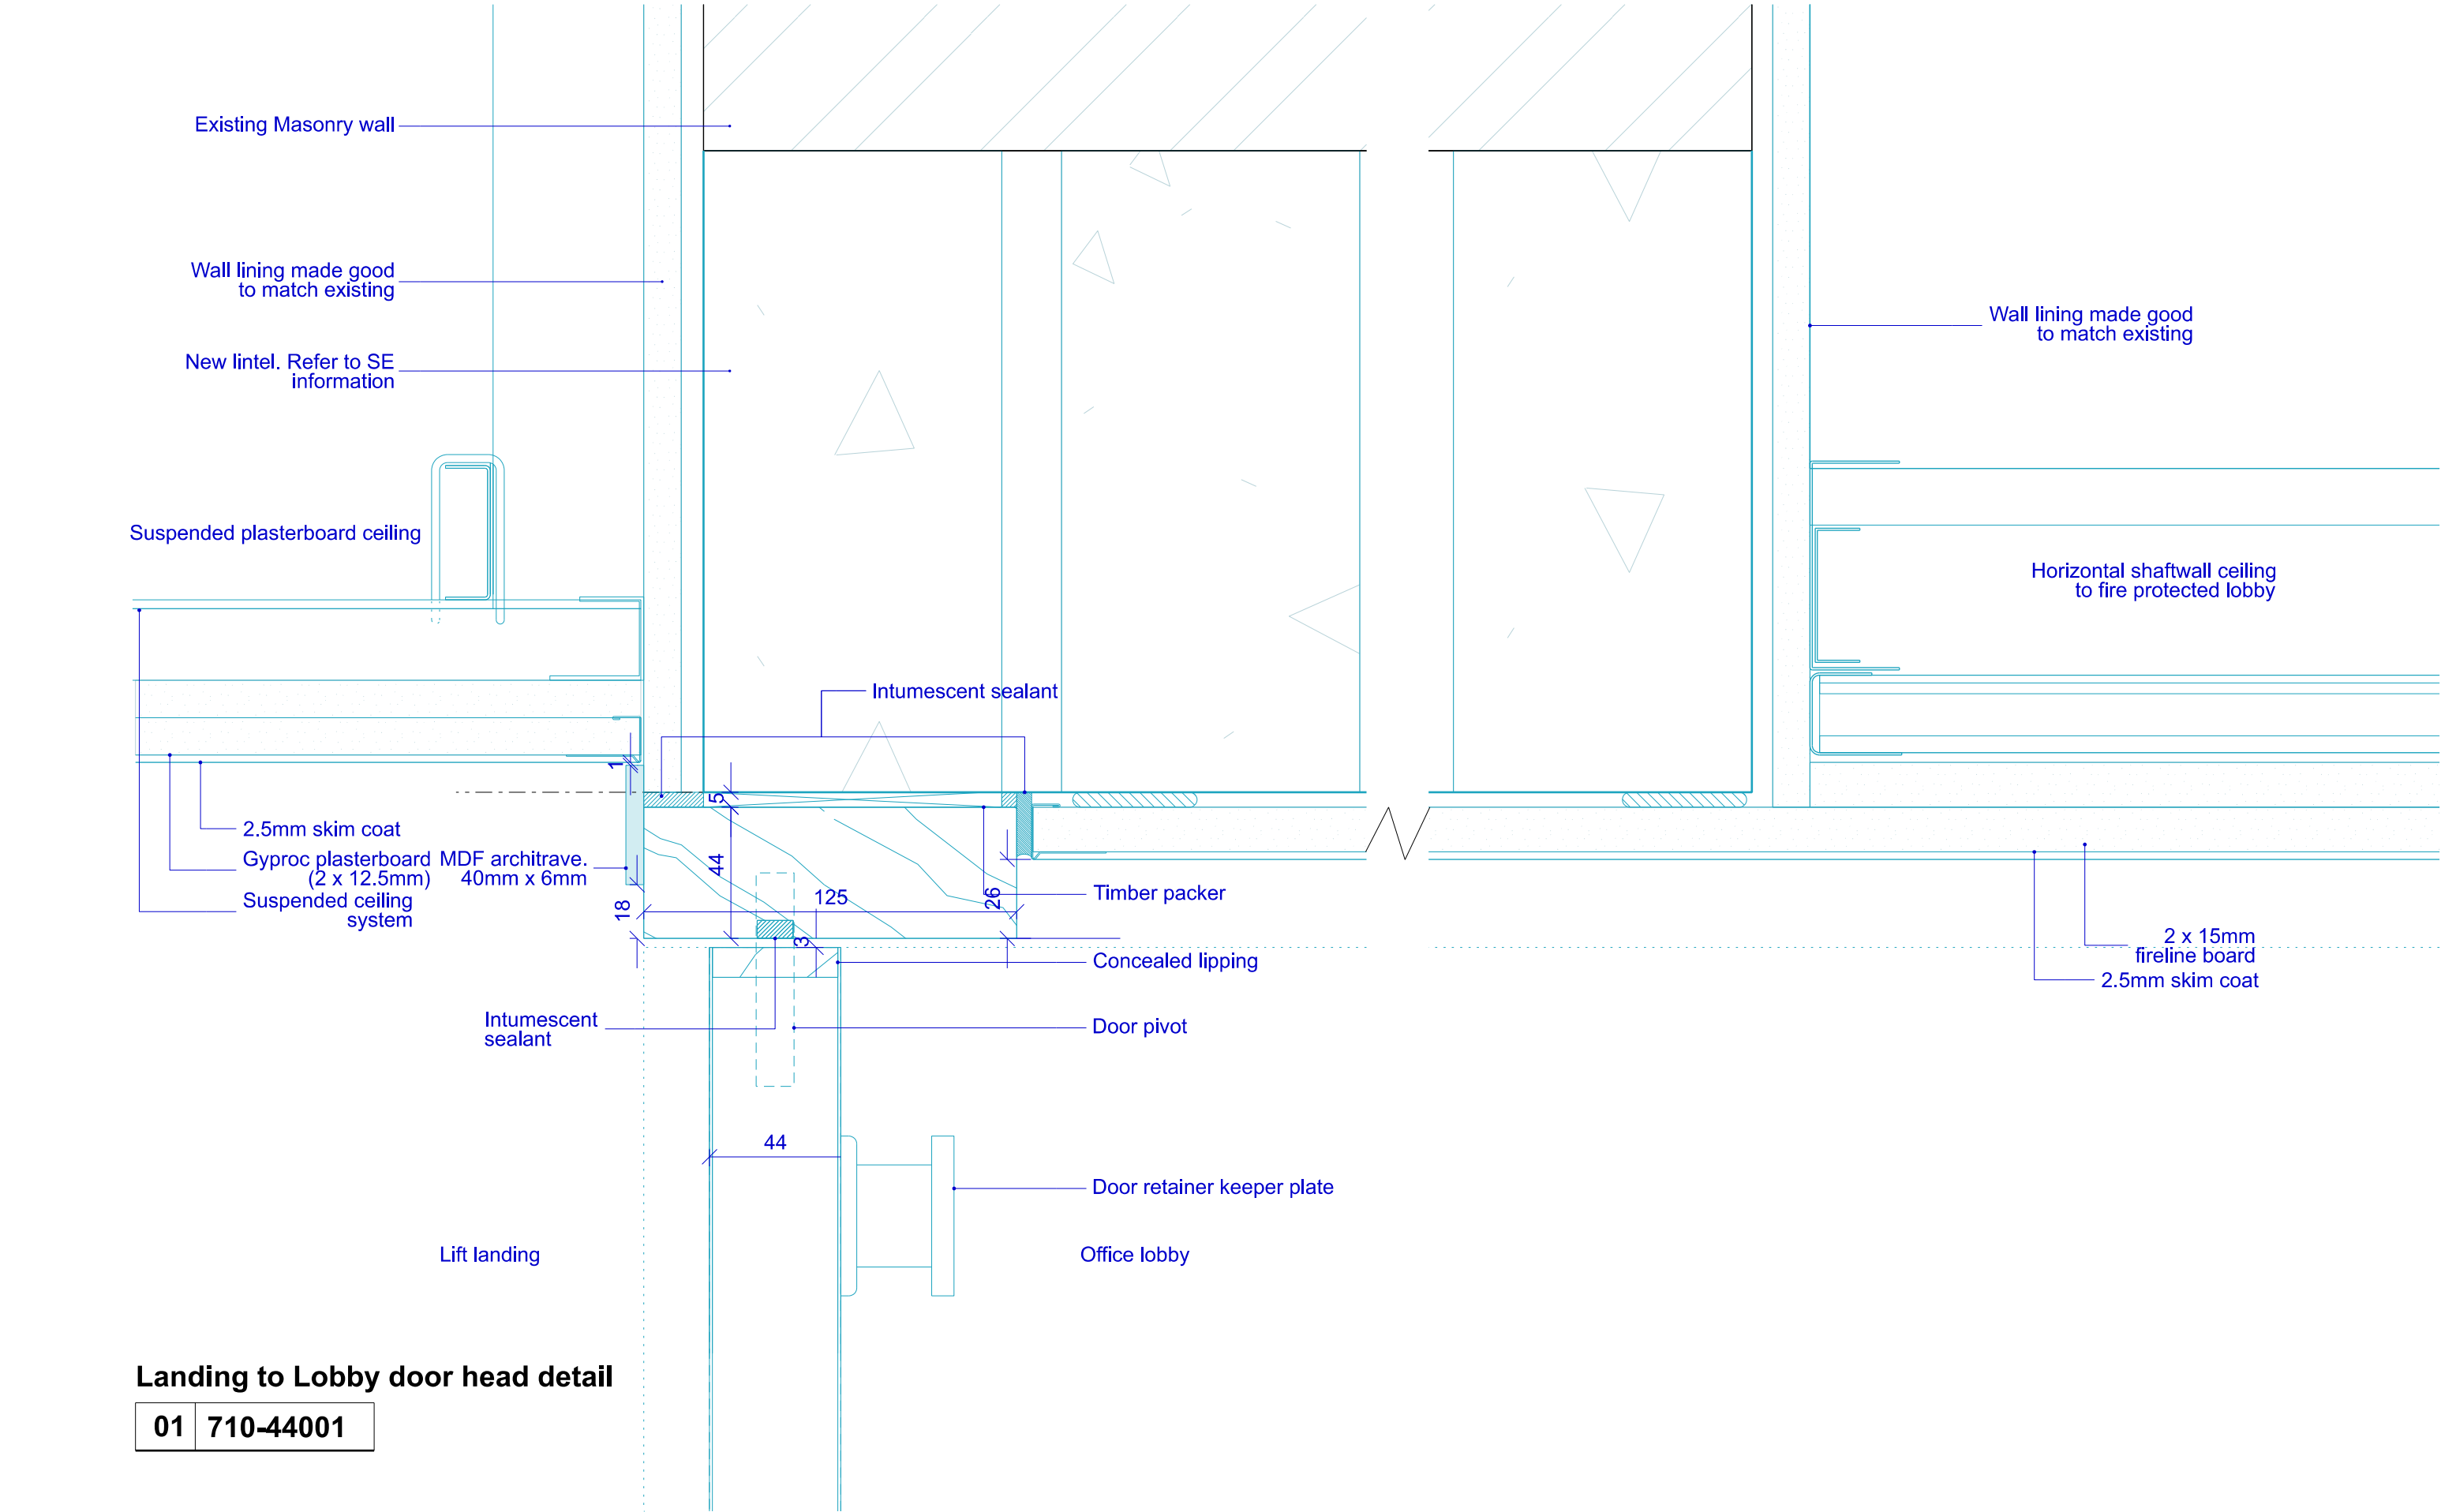 Existing Masonry wall
Wall lining made good
to match existing
New lintel. Refer to SE
information
Wall lining made good
to match existing
Suspended plasterboard ceiling
Horizontal shaftwall ceiling
to fire protected lobby
Intumescent sealant
1
5
44
18
125
26
3
2.5mm skim coat
Gyproc plasterboard
(2 x 12.5mm)
MDF architrave.
40mm x 6mm
Suspended ceiling
system
Timber packer
2 x 15mm
fireline board
2.5mm skim coat
Concealed lipping
Intumescent
sealant
Door pivot
44
Door retainer keeper plate
Lift landing
Office lobby
Landing to Lobby door head detail
01 710-44001